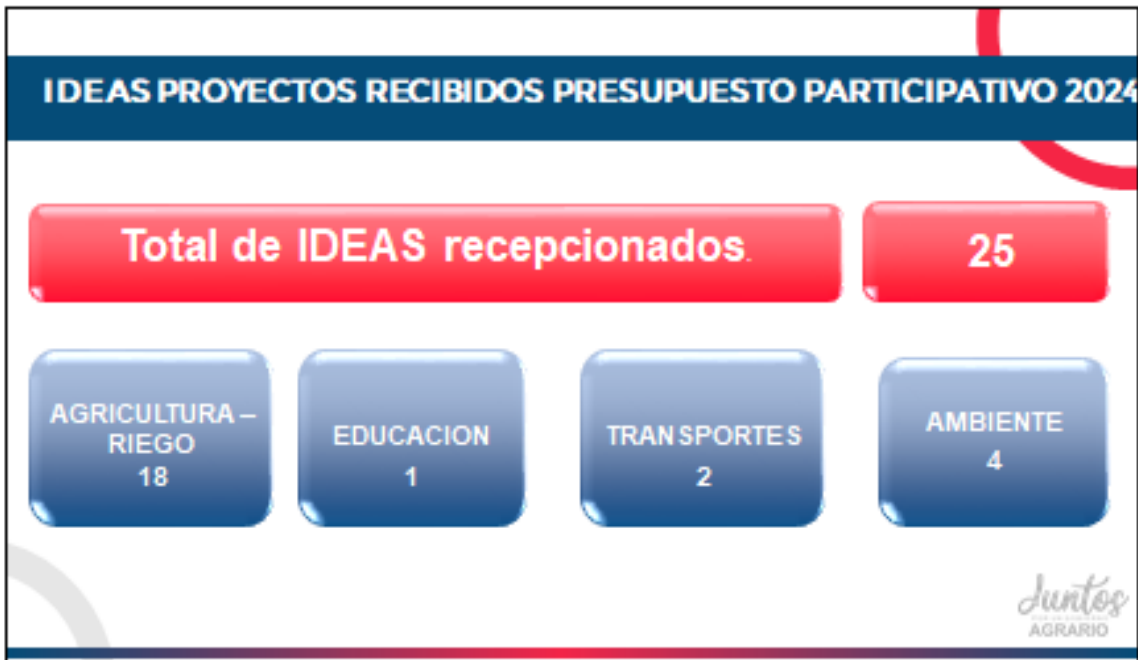 IDEAS PROYECTOS RECIBIDOS PRESUPUESTO PARTICIPATIVO 2024
Total de IDEAS recepcionados.
25
AGRICULTURA –
RIEGO
18
EDUCACION
1
TRANSPORTES
2
AMBIENTE
4
Juntos
AGRARIO